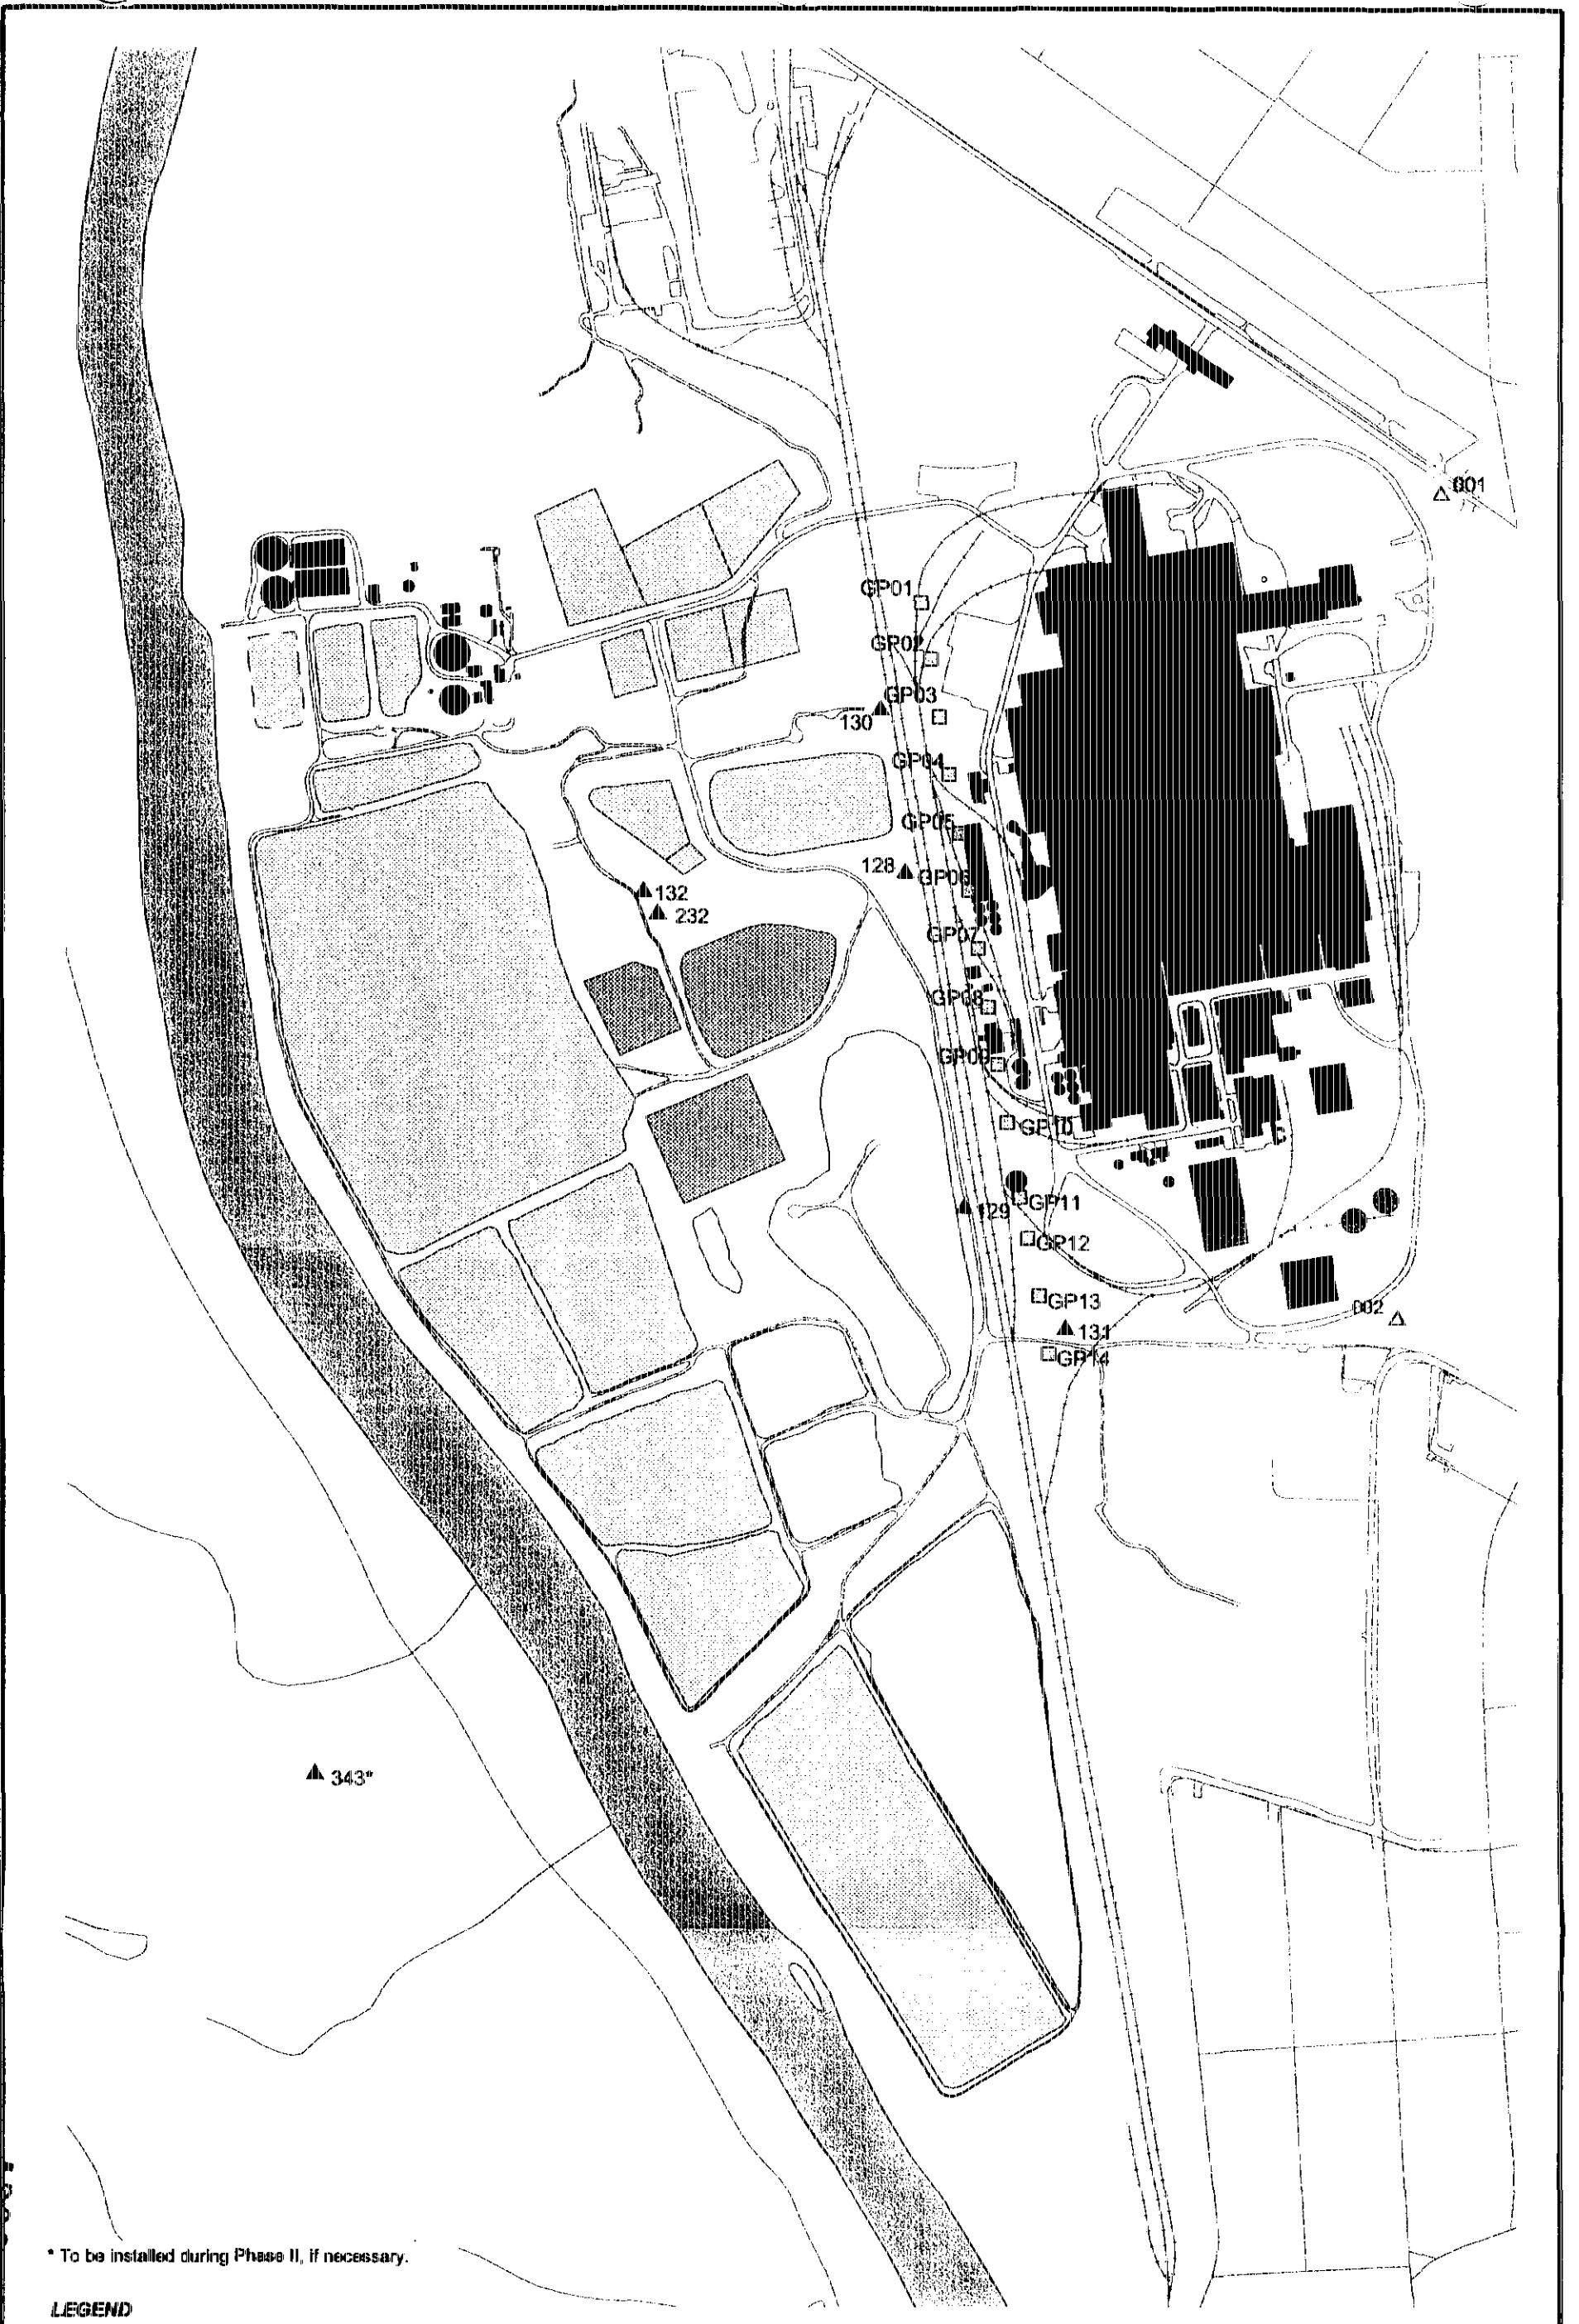 001
GP01
GP02
GP03
130
GP04
GP05
128
GP06
132
232
GP07
GP08
GP09
GP10
GP11
129
GP12
GP13
002
131
GP14
343*
* To be installed during Phase II, if necessary.
LEGEND